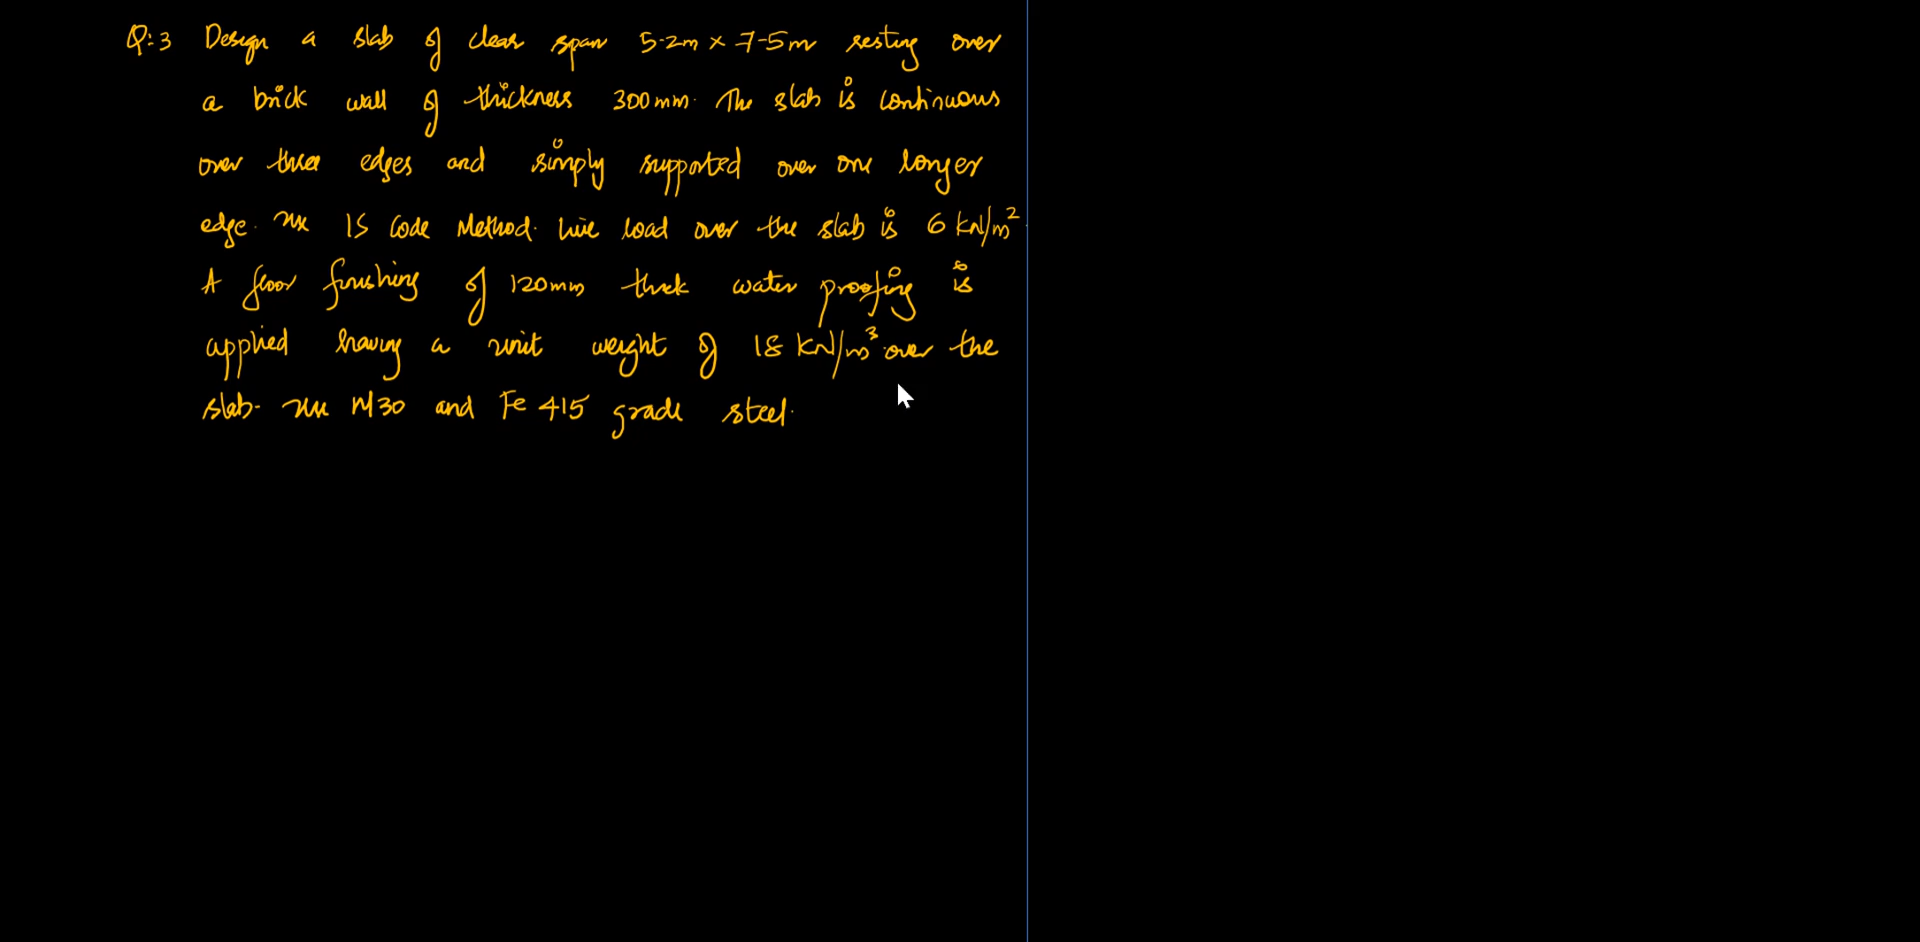 Q:3 Design a slab of clear span 5.2m × 7.5m resting over
a brick wall of thickness 300mm. The slab is continuous
over three edges and simply supported over one longer
edge. Use IS Code Method. Live load over the slab is 6 kN/m².
A floor finishing of 120mm thick water proofing is
applied having a unit weight of 18 kN/m³ over the
slab. Use M30 and Fe 415 grade steel.